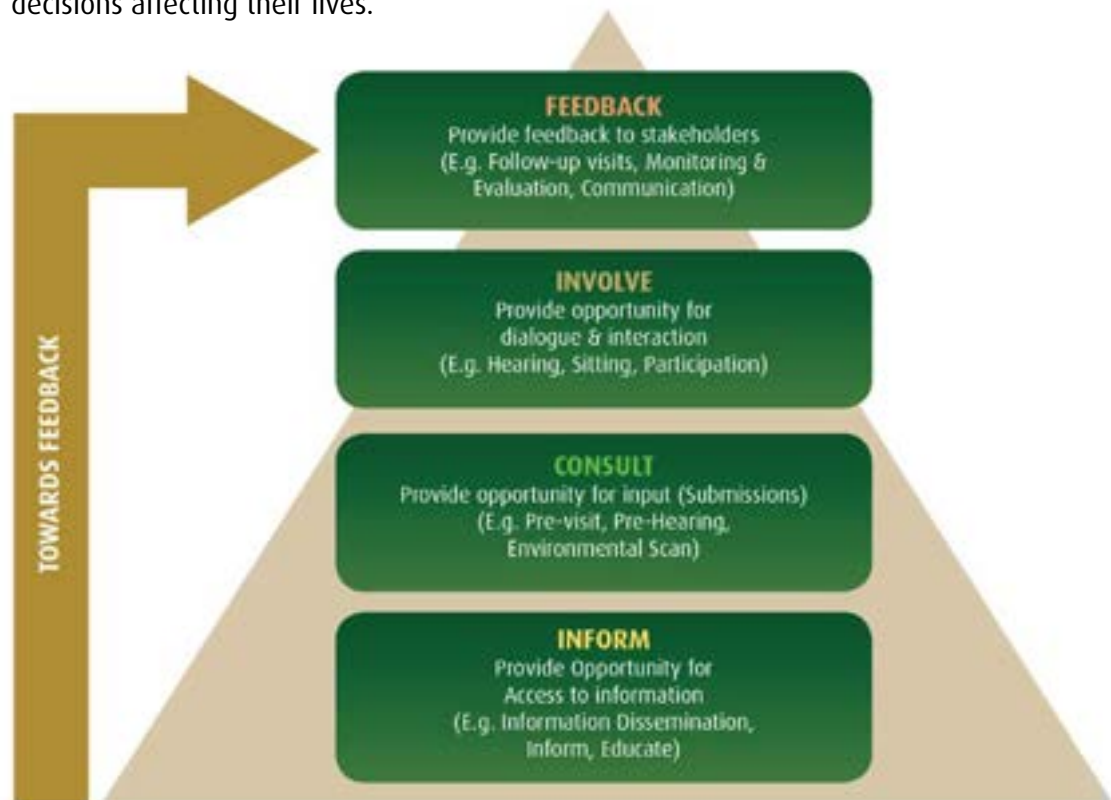 decisions affecting their lives.
TOWARDS FEEDBACK
FEEDBACK
Provide feedback to stakeholders
(E.g. Follow-up visits, Monitoring &
Evaluation, Communication)
INVOLVE
Provide opportunity for
dialogue & interaction
(E.g. Hearing, Sitting, Participation)
CONSULT
Provide opportunity for input (Submissions)
(E.g. Pre-visit, Pre-Hearing,
Environmental Scan)
INFORM
Provide Opportunity for
Access to information
(E.g. Information Dissemination,
Inform, Educate)